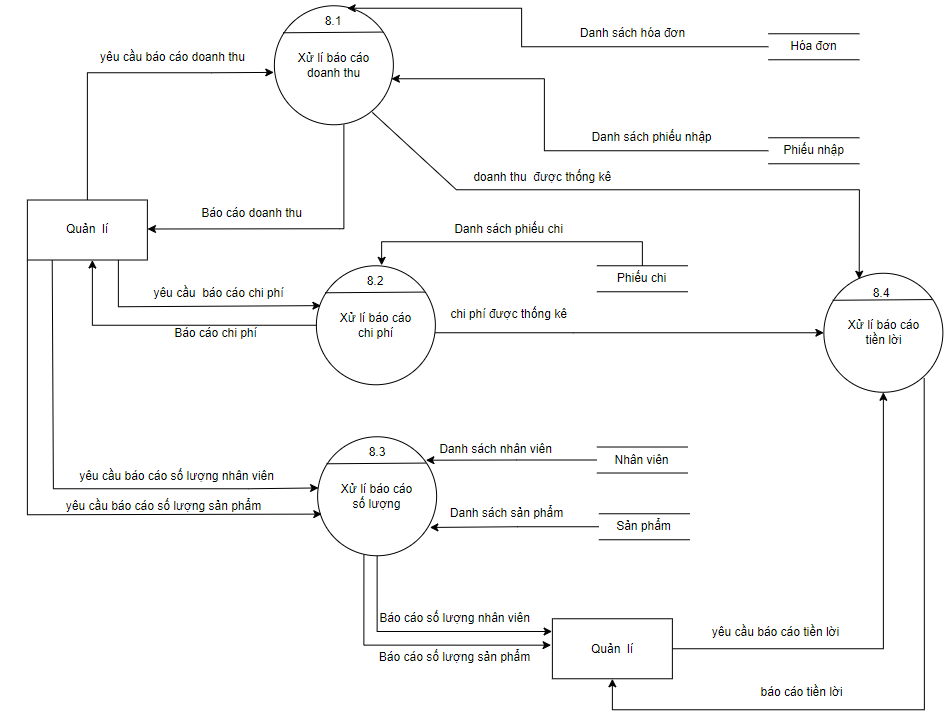 8.1
Xử lí báo cáo
doanh thu
Danh sách hóa đơn
Hóa đơn
yêu cầu báo cáo doanh thu
Danh sách phiếu nhập
Phiếu nhập
doanh thu được thống kê
Báo cáo doanh thu
Quản lí
Danh sách phiếu chi
Phiếu chi
8.2
Xử lí báo cáo
chi phí
yêu cầu báo cáo chi phí
Báo cáo chi phí
chi phí được thống kê
8.4
Xử lí báo cáo
tiền lời
8.3
Xử lí báo cáo
số lượng
Danh sách nhân viên
Nhân viên
yêu cầu báo cáo số lượng nhân viên
yêu cầu báo cáo số lượng sản phẩm
Danh sách sản phẩm
Sản phẩm
Báo cáo số lượng nhân viên
Báo cáo số lượng sản phẩm
Quản lí
yêu cầu báo cáo tiền lời
báo cáo tiền lời